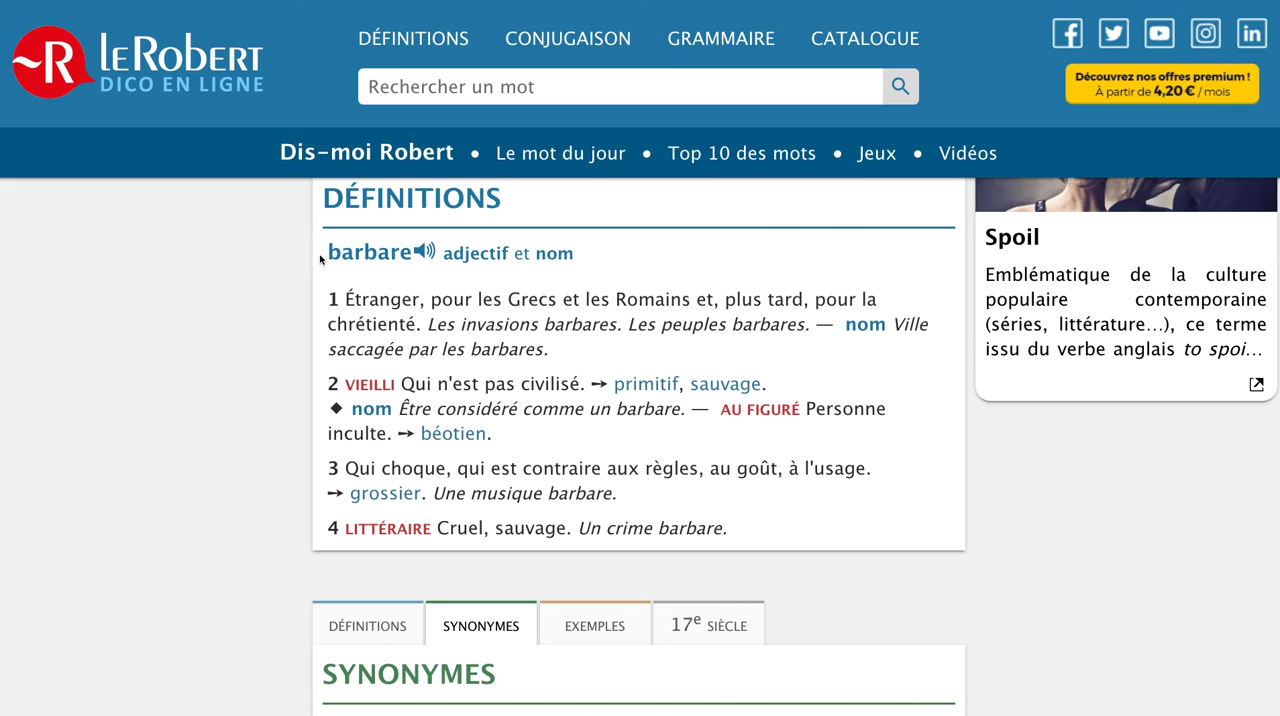 ~R leROBERT
DICO EN LIGNE
DÉFINITIONS CONJUGAISON GRAMMAIRE CATALOGUE
Rechercher un mot
Découvrez nos offres premium !
À partir de 4,20 € / mois
Dis-moi Robert • Le mot du jour • Top 10 des mots • Jeux • Vidéos
DÉFINITIONS
barbare adjectif et nom
1 Étranger, pour les Grecs et les Romains et, plus tard, pour la
chrétienté. Les invasions barbares. Les peuples barbares. — nom Ville
saccagée par les barbares.
2 VIEILLI Qui n'est pas civilisé. ➙ primitif, sauvage.
◆ nom Être considéré comme un barbare. — AU FIGURÉ Personne
inculte. ➙ béotien.
3 Qui choque, qui est contraire aux règles, au goût, à l'usage.
➙ grossier. Une musique barbare.
4 LITTÉRAIRE Cruel, sauvage. Un crime barbare.
Spoil
Emblématique de la culture
populaire contemporaine
(séries, littérature…), ce terme
issu du verbe anglais to spoi…
DÉFINITIONS SYNONYMES EXEMPLES 17e SIÈCLE
SYNONYMES